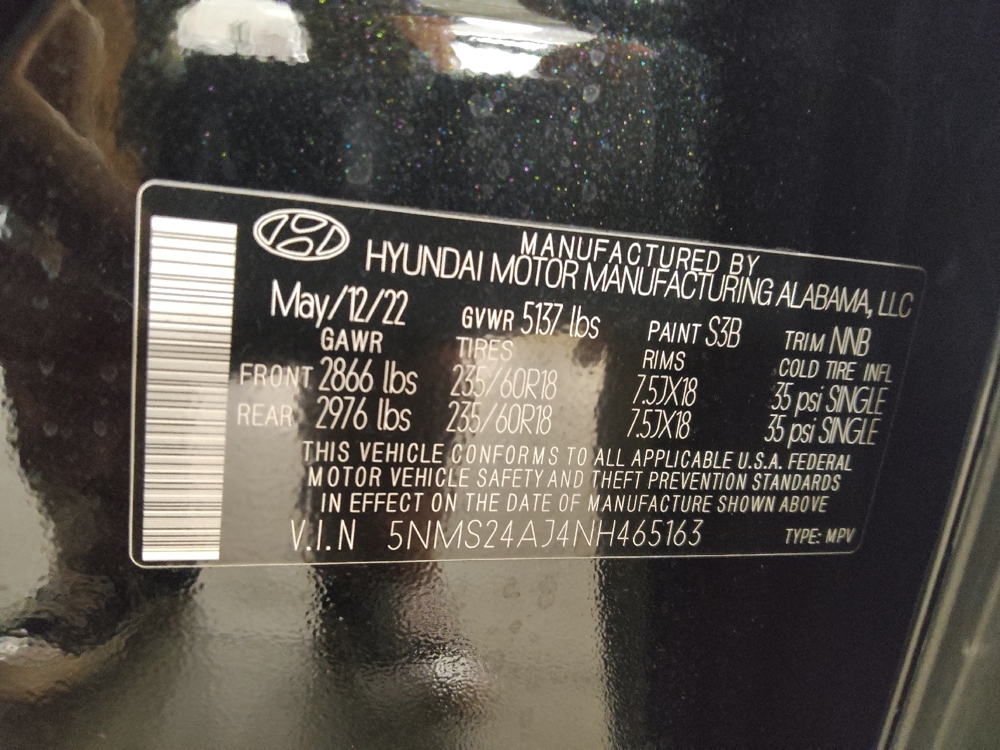 MANUFACTURED BY
HYUNDAI MOTOR MANUFACTURING ALABAMA, LLC
May/12/22 GVWR 5137 lbs PAINT S3B TRIM NNB
GAWR TIRES RIMS COLD TIRE INFL
FRONT 2866 lbs 235/60R18 7.5JX18 35 psi SINGLE
REAR 2976 lbs 235/60R18 7.5JX18 35 psi SINGLE
THIS VEHICLE CONFORMS TO ALL APPLICABLE U.S.A. FEDERAL
MOTOR VEHICLE SAFETY AND THEFT PREVENTION STANDARDS
IN EFFECT ON THE DATE OF MANUFACTURE SHOWN ABOVE
V.I.N 5NMS24AJ4NH465163 TYPE: MPV